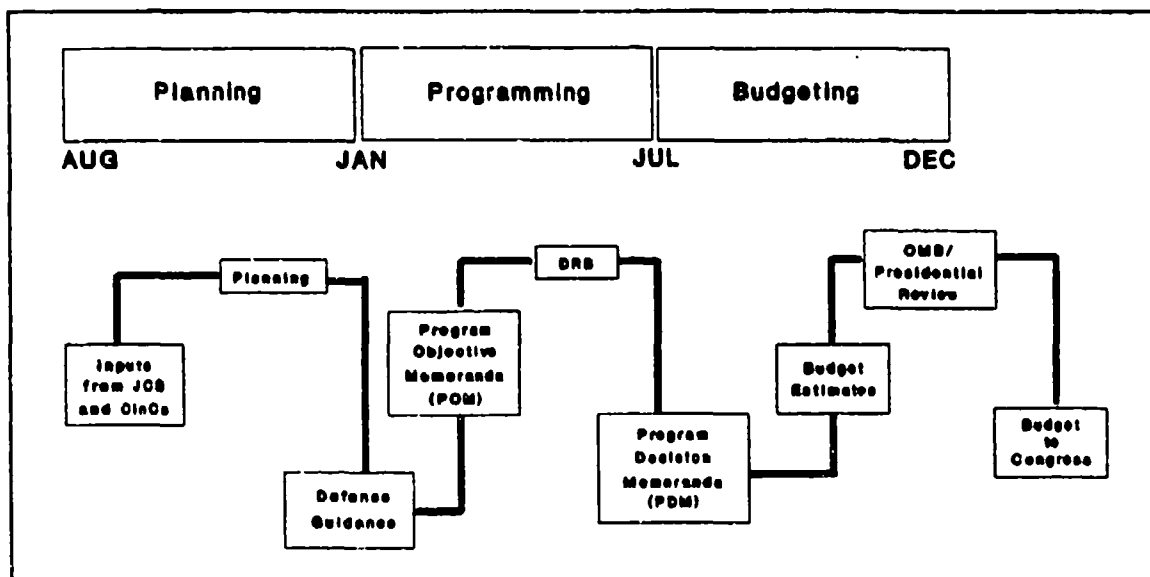 Planning
Programming
Budgeting
AUG
JAN
JUL
DEC
Inputs
from JCS
and CinCs
Planning
Defense
Guidance
Program
Objective
Memoranda
(POM)
DRB
Program
Decision
Memoranda
(PDM)
Budget
Estimates
OMB/
Presidential
Review
Budget
to
Congress